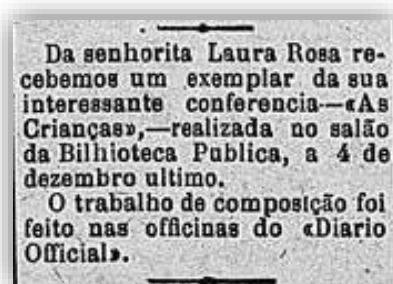 Da senhorita Laura Rosa re-
cebemos um exemplar da sua
interessante conferencia—«As
Crianças»,—realizada no salão
da Bilhioteca Publica, a 4 de
dezembro ultimo.
O trabalho de composição foi
feito nas officinas do «Diario
Official».